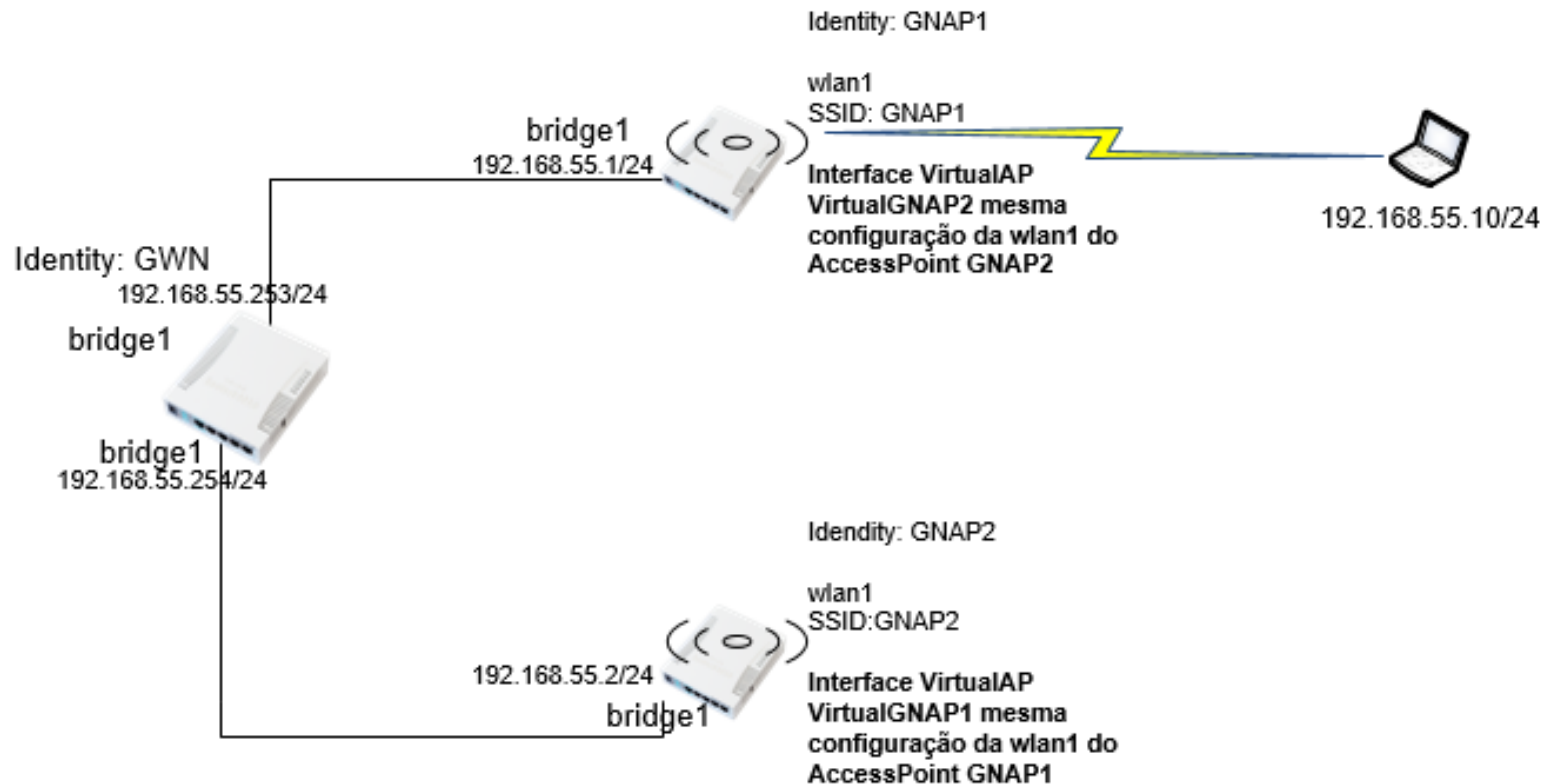 Identity: GNAP1
wlan1
SSID: GNAP1
bridge1
192.168.55.1/24
Interface VirtualAP
VirtualGNAP2 mesma
configuração da wlan1 do
AccessPoint GNAP2
192.168.55.10/24
Identity: GWN
192.168.55.253/24
bridge1
bridge1
192.168.55.254/24
Idendity: GNAP2
wlan1
SSID:GNAP2
192.168.55.2/24
bridge1
Interface VirtualAP
VirtualGNAP1 mesma
configuração da wlan1 do
AccessPoint GNAP1